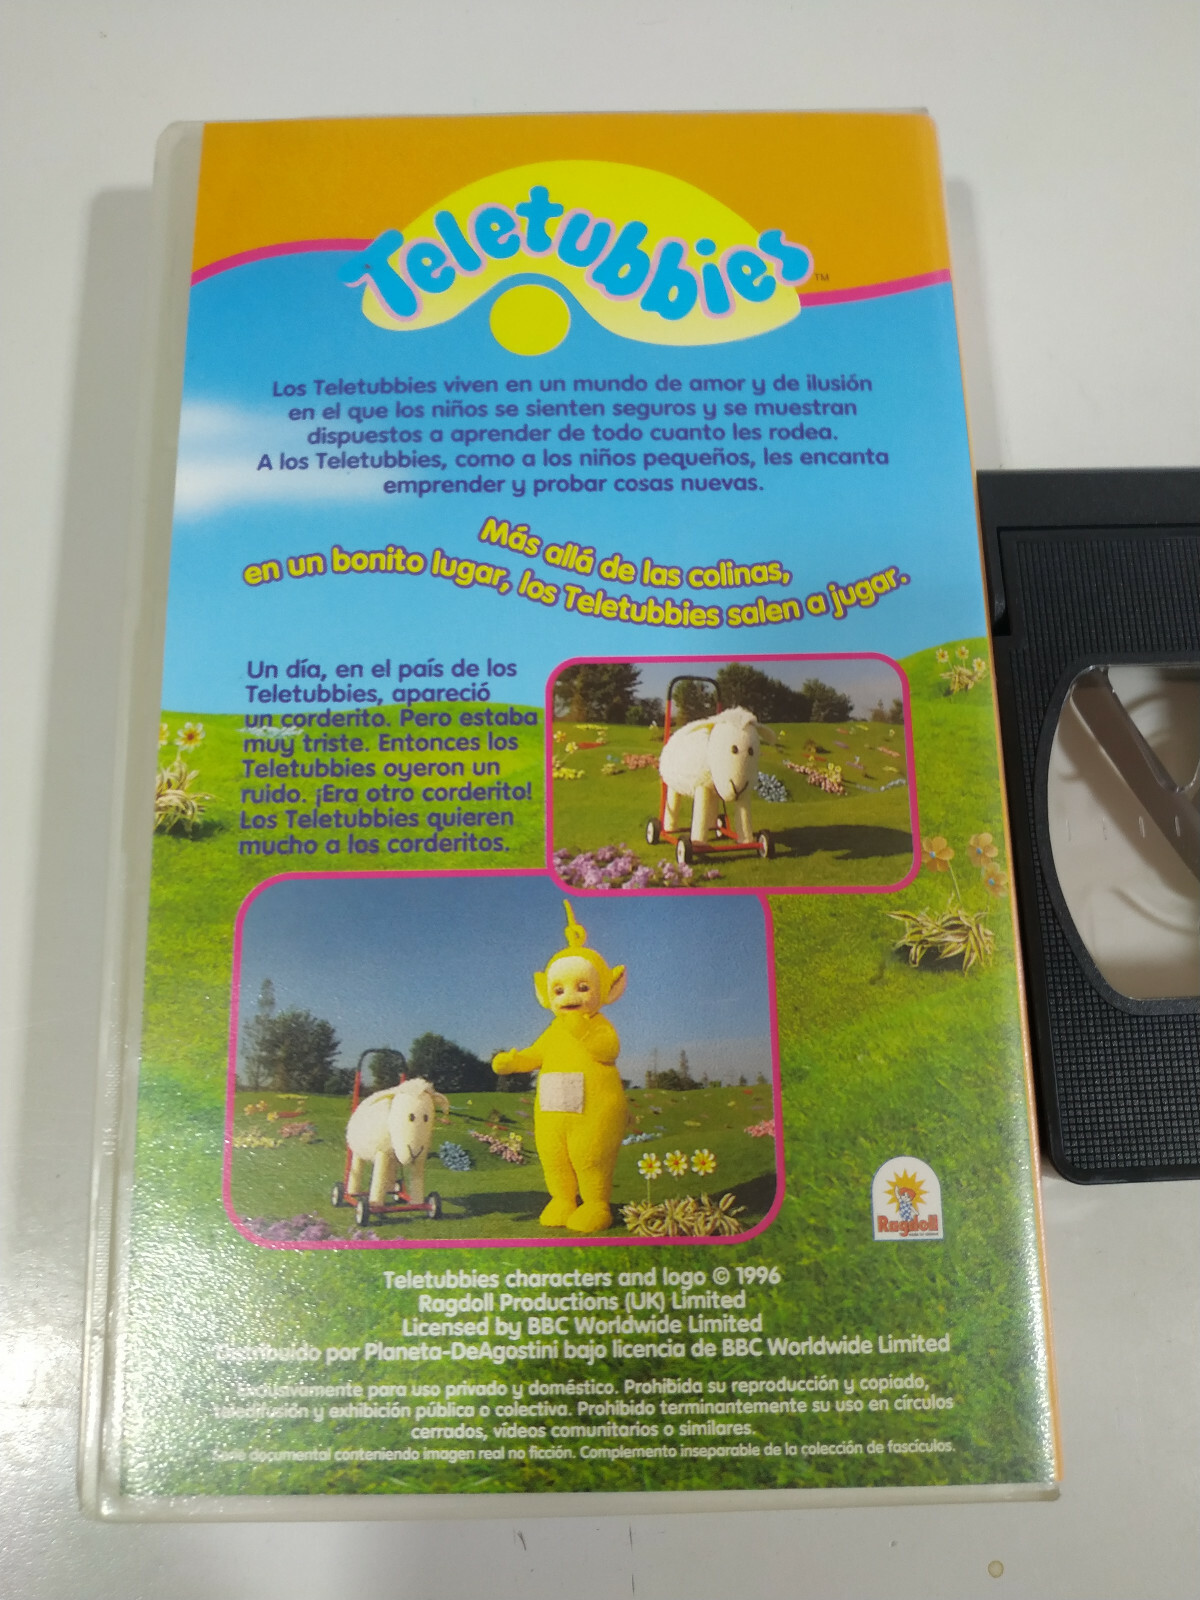 Teletubbies™
Los Teletubbies viven en un mundo de amor y de ilusión
en el que los niños se sienten seguros y se muestran
dispuestos a aprender de todo cuanto les rodea.
A los Teletubbies, como a los niños pequeños, les encanta
emprender y probar cosas nuevas.
Más allá de las colinas,
en un bonito lugar, los Teletubbies salen a jugar.
Un día, en el país de los
Teletubbies, apareció
un corderito. Pero estaba
muy triste. Entonces los
Teletubbies oyeron un
ruido. ¡Era otro corderito!
Los Teletubbies quieren
mucho a los corderitos.
Ragdoll
Teletubbies characters and logo © 1996
Ragdoll Productions (UK) Limited
Licensed by BBC Worldwide Limited
Distribuido por Planeta-DeAgostini bajo licencia de BBC Worldwide Limited
Exclusivamente para uso privado y doméstico. Prohibida su reproducción y copiado,
teledifusión y exhibición pública o colectiva. Prohibido terminantemente su uso en círculos
cerrados, vídeos comunitarios o similares.
Serie documental conteniendo imagen real no ficción. Complemento inseparable de la colección de fascículos.